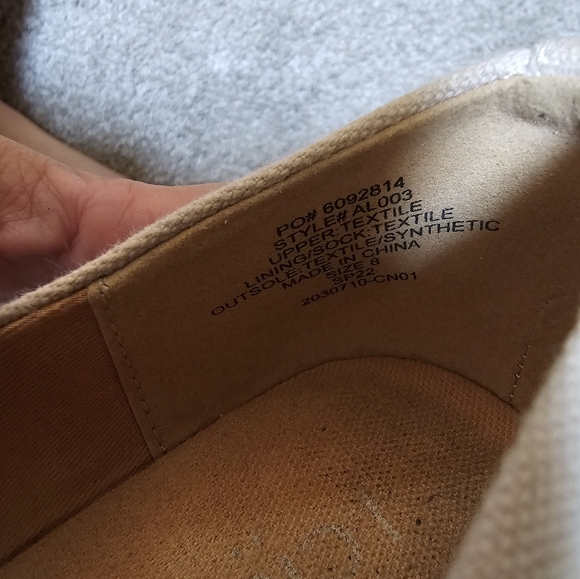 PO# 6092814
STYLE# AL003
UPPER:TEXTILE
LINING/SOCK:TEXTILE
OUTSOLE:TEXTILE/SYNTHETIC
MADE IN CHINA
SIZE 8
SP22
2030710-CN01